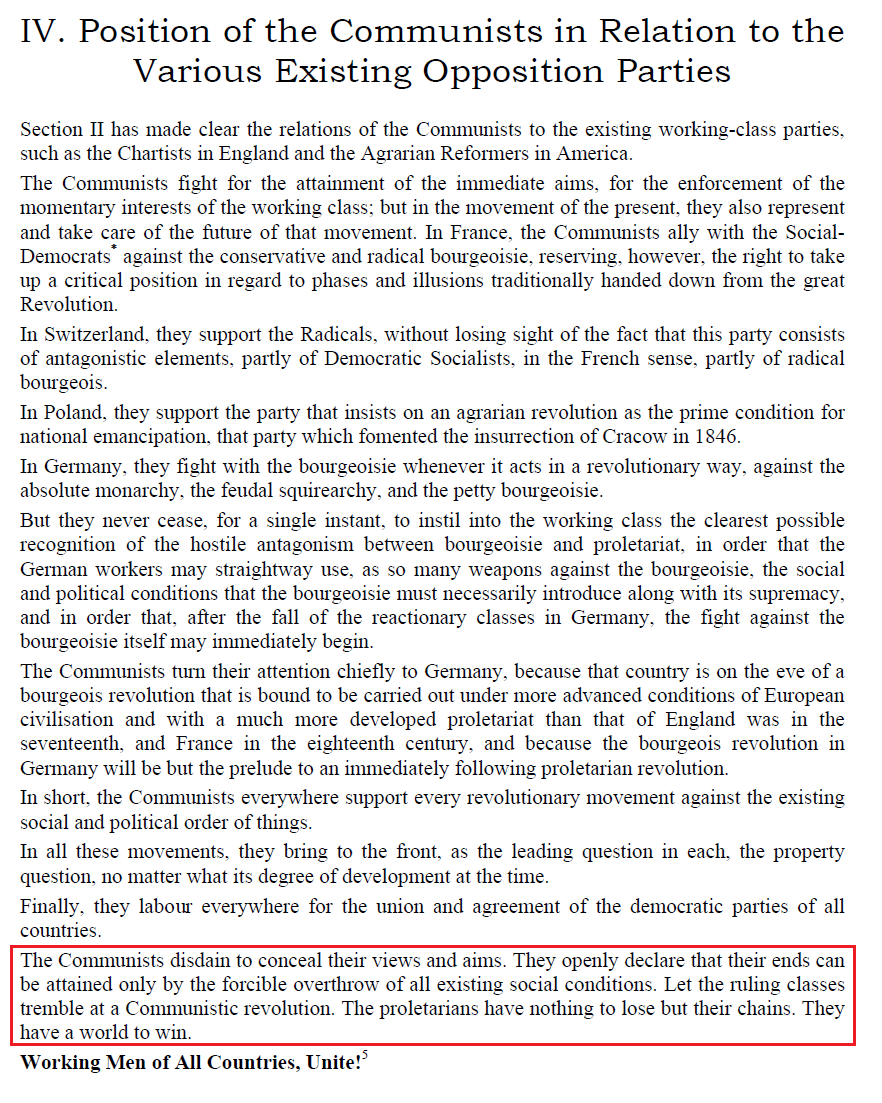 IV. Position of the Communists in Relation to the
Various Existing Opposition Parties
Section II has made clear the relations of the Communists to the existing working-class parties,
such as the Chartists in England and the Agrarian Reformers in America.
The Communists fight for the attainment of the immediate aims, for the enforcement of the
momentary interests of the working class; but in the movement of the present, they also represent
and take care of the future of that movement. In France, the Communists ally with the Social-
Democrats* against the conservative and radical bourgeoisie, reserving, however, the right to take
up a critical position in regard to phases and illusions traditionally handed down from the great
Revolution.
In Switzerland, they support the Radicals, without losing sight of the fact that this party consists
of antagonistic elements, partly of Democratic Socialists, in the French sense, partly of radical
bourgeois.
In Poland, they support the party that insists on an agrarian revolution as the prime condition for
national emancipation, that party which fomented the insurrection of Cracow in 1846.
In Germany, they fight with the bourgeoisie whenever it acts in a revolutionary way, against the
absolute monarchy, the feudal squirearchy, and the petty bourgeoisie.
But they never cease, for a single instant, to instil into the working class the clearest possible
recognition of the hostile antagonism between bourgeoisie and proletariat, in order that the
German workers may straightway use, as so many weapons against the bourgeoisie, the social
and political conditions that the bourgeoisie must necessarily introduce along with its supremacy,
and in order that, after the fall of the reactionary classes in Germany, the fight against the
bourgeoisie itself may immediately begin.
The Communists turn their attention chiefly to Germany, because that country is on the eve of a
bourgeois revolution that is bound to be carried out under more advanced conditions of European
civilisation and with a much more developed proletariat than that of England was in the
seventeenth, and France in the eighteenth century, and because the bourgeois revolution in
Germany will be but the prelude to an immediately following proletarian revolution.
In short, the Communists everywhere support every revolutionary movement against the existing
social and political order of things.
In all these movements, they bring to the front, as the leading question in each, the property
question, no matter what its degree of development at the time.
Finally, they labour everywhere for the union and agreement of the democratic parties of all
countries.
The Communists disdain to conceal their views and aims. They openly declare that their ends can
be attained only by the forcible overthrow of all existing social conditions. Let the ruling classes
tremble at a Communistic revolution. The proletarians have nothing to lose but their chains. They
have a world to win.
Working Men of All Countries, Unite!5